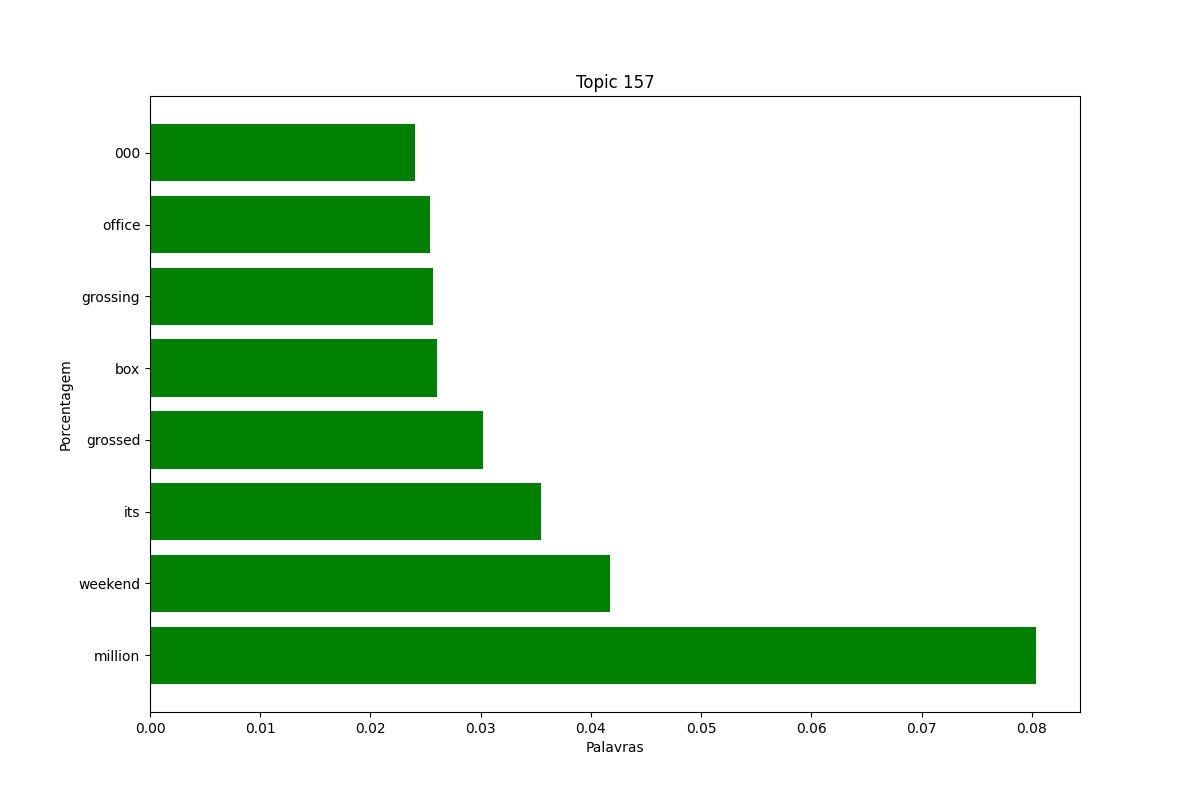 Topic 157
000
office
grossing
box
grossed
its
weekend
million
Porcentagem
0.00 0.01 0.02 0.03 0.04 0.05 0.06 0.07 0.08
Palavras